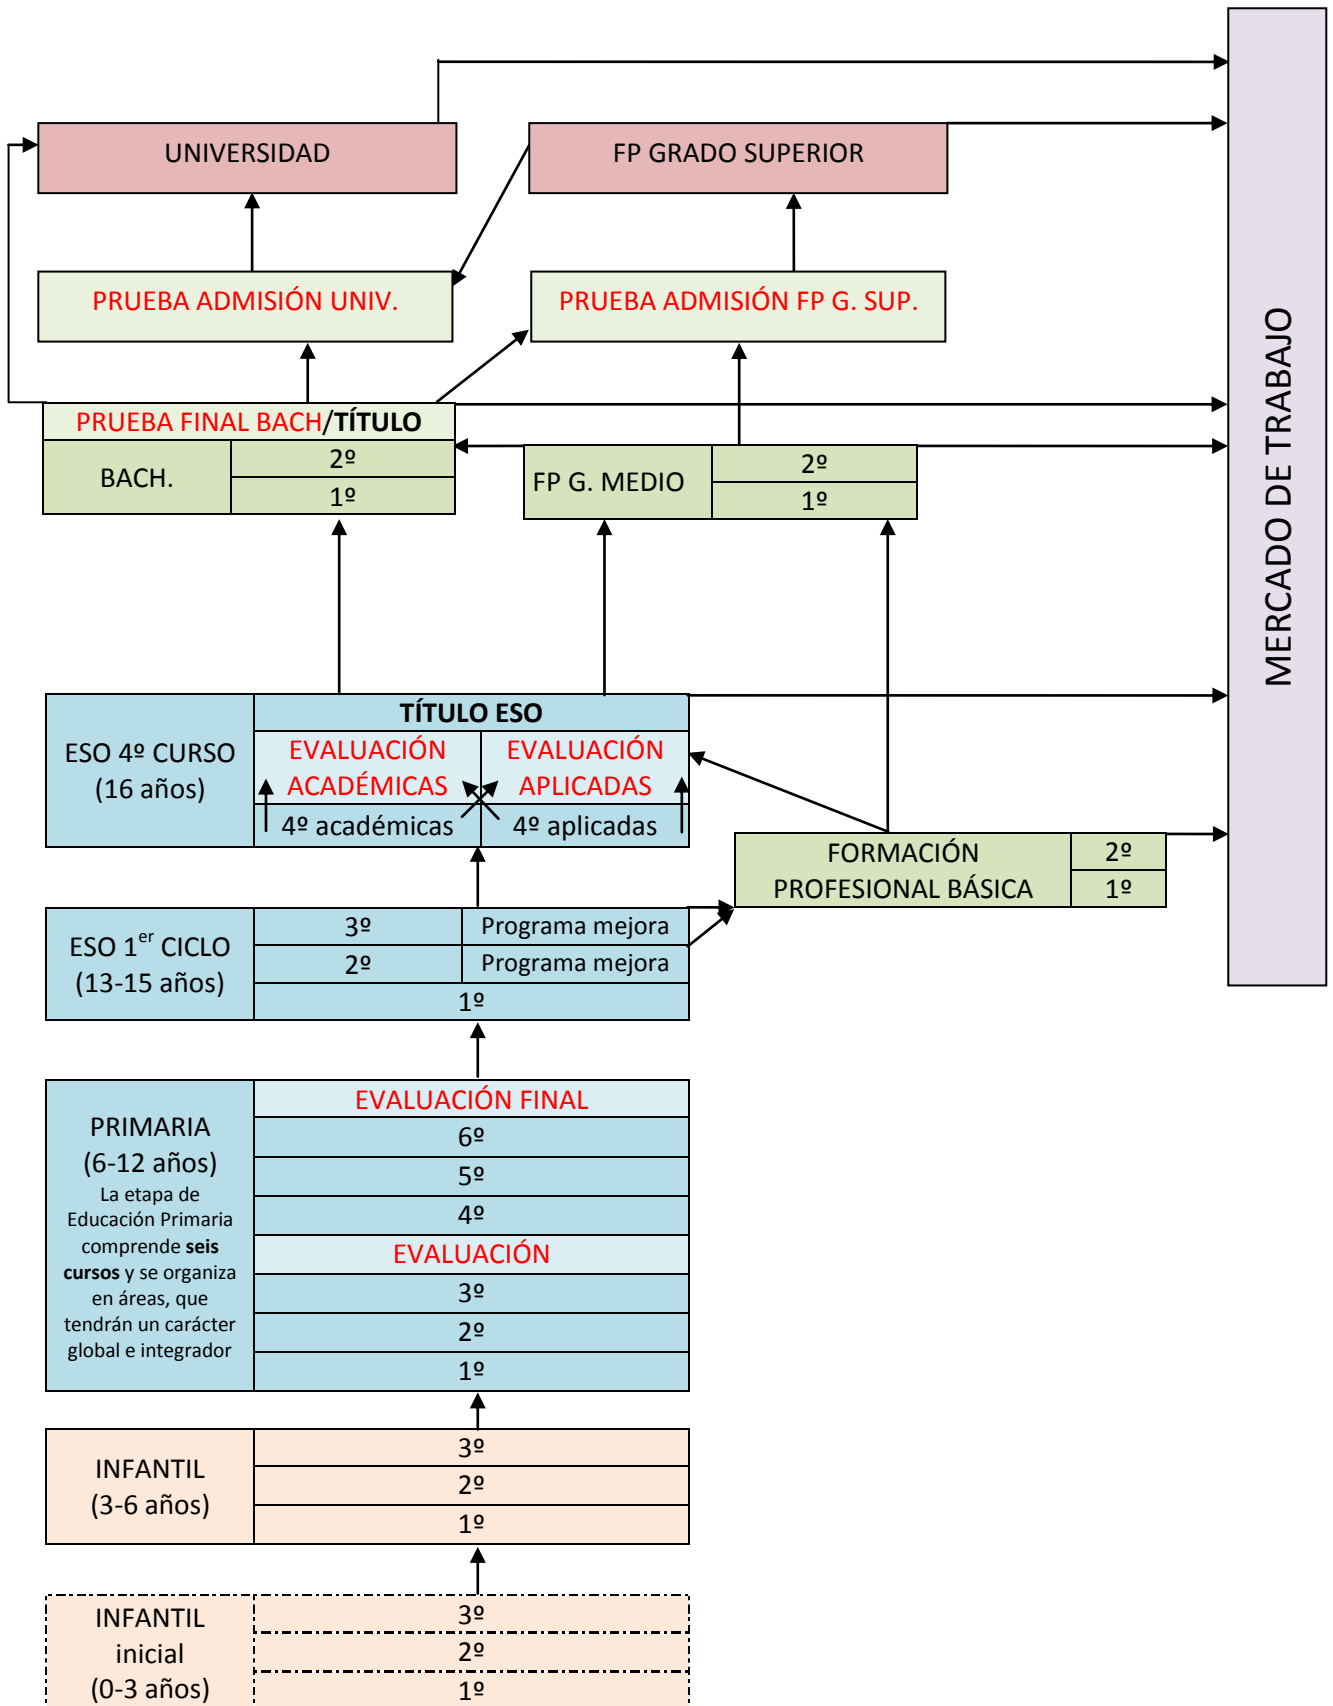 UNIVERSIDAD
FP GRADO SUPERIOR
PRUEBA ADMISIÓN UNIV.
PRUEBA ADMISIÓN FP G. SUP.
MERCADO DE TRABAJO
PRUEBA FINAL BACH/TÍTULO
BACH.
2º
1º
FP G. MEDIO
2º
1º
ESO 4º CURSO
(16 años)
TÍTULO ESO
EVALUACIÓN
ACADÉMICAS
EVALUACIÓN
APLICADAS
4º académicas
4º aplicadas
FORMACIÓN
PROFESIONAL BÁSICA
2º
1º
ESO 1er CICLO
(13-15 años)
3º
Programa mejora
2º
Programa mejora
1º
PRIMARIA
(6-12 años)
La etapa de
Educación Primaria
comprende seis
cursos y se organiza
en áreas, que
tendrán un carácter
global e integrador
EVALUACIÓN FINAL
6º
5º
4º
EVALUACIÓN
3º
2º
1º
INFANTIL
(3-6 años)
3º
2º
1º
INFANTIL
inicial
(0-3 años)
3º
2º
1º